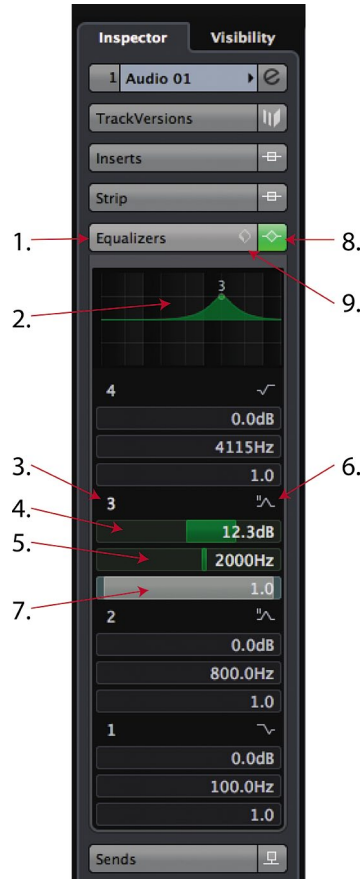 Inspector Visibility
1 Audio 01
TrackVersions
Inserts
Strip
1. Equalizers 8.
9.
2. 3
4
0.0dB
4115Hz
1.0
3. 3 6.
4. 12.3dB
5. 2000Hz
7. 1.0
2
0.0dB
800.0Hz
1.0
1
0.0dB
100.0Hz
1.0
Sends